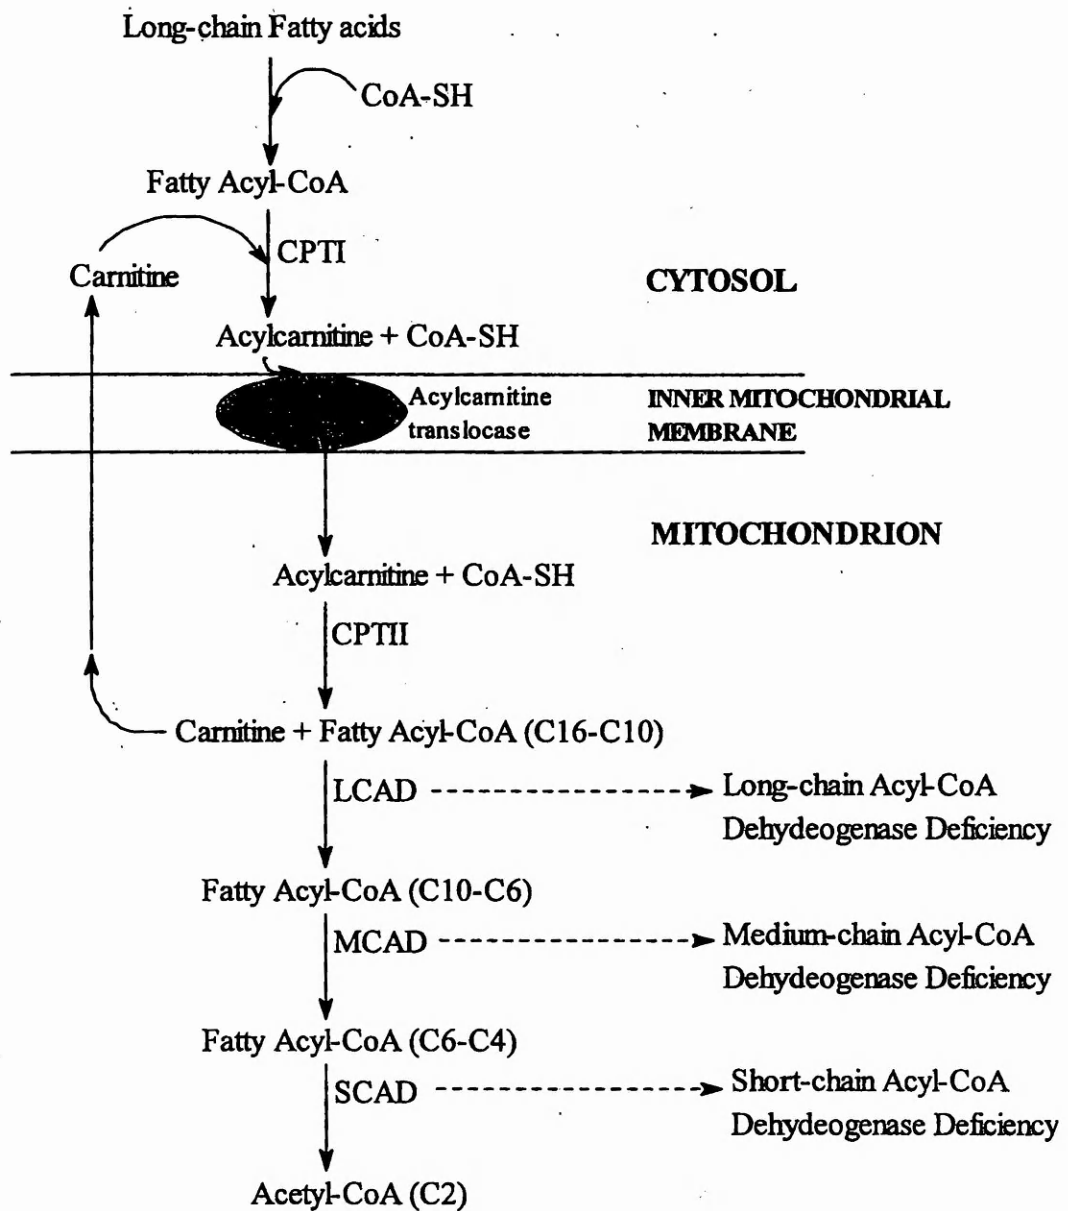 Long-chain Fatty acids
CoA-SH
Fatty Acyl-CoA
CPTI
Carnitine
CYTOSOL
Acylcarnitine + CoA-SH
Acylcarnitine
translocase
INNER MITOCHONDRIAL
MEMBRANE
MITOCHONDRION
Acylcarnitine + CoA-SH
CPTII
Carnitine + Fatty Acyl-CoA (C16-C10)
LCAD
Long-chain Acyl-CoA
Dehydeogenase Deficiency
Fatty Acyl-CoA (C10-C6)
MCAD
Medium-chain Acyl-CoA
Dehydeogenase Deficiency
Fatty Acyl-CoA (C6-C4)
SCAD
Short-chain Acyl-CoA
Dehydeogenase Deficiency
Acetyl-CoA (C2)